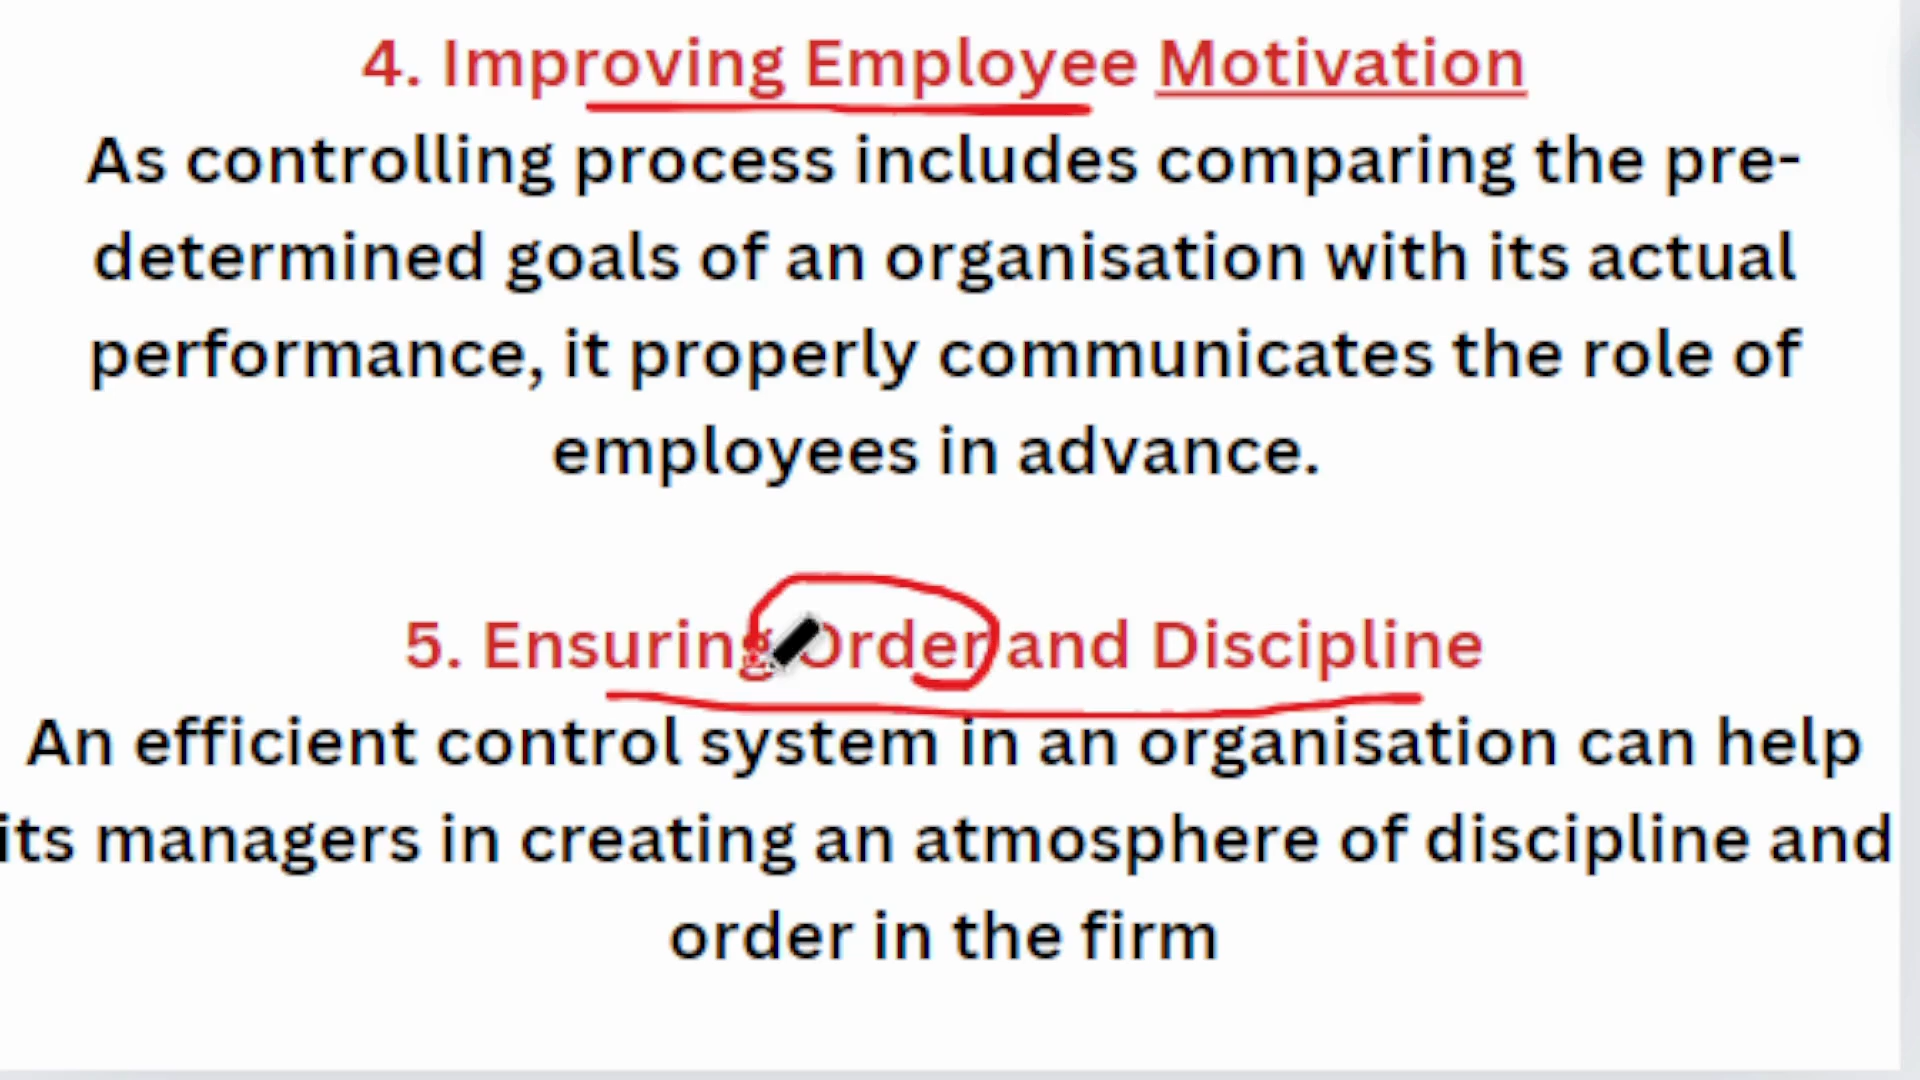 4. Improving Employee Motivation
As controlling process includes comparing the pre-
determined goals of an organisation with its actual
performance, it properly communicates the role of
employees in advance.
5. Ensuring Order and Discipline
An efficient control system in an organisation can help
its managers in creating an atmosphere of discipline and
order in the firm